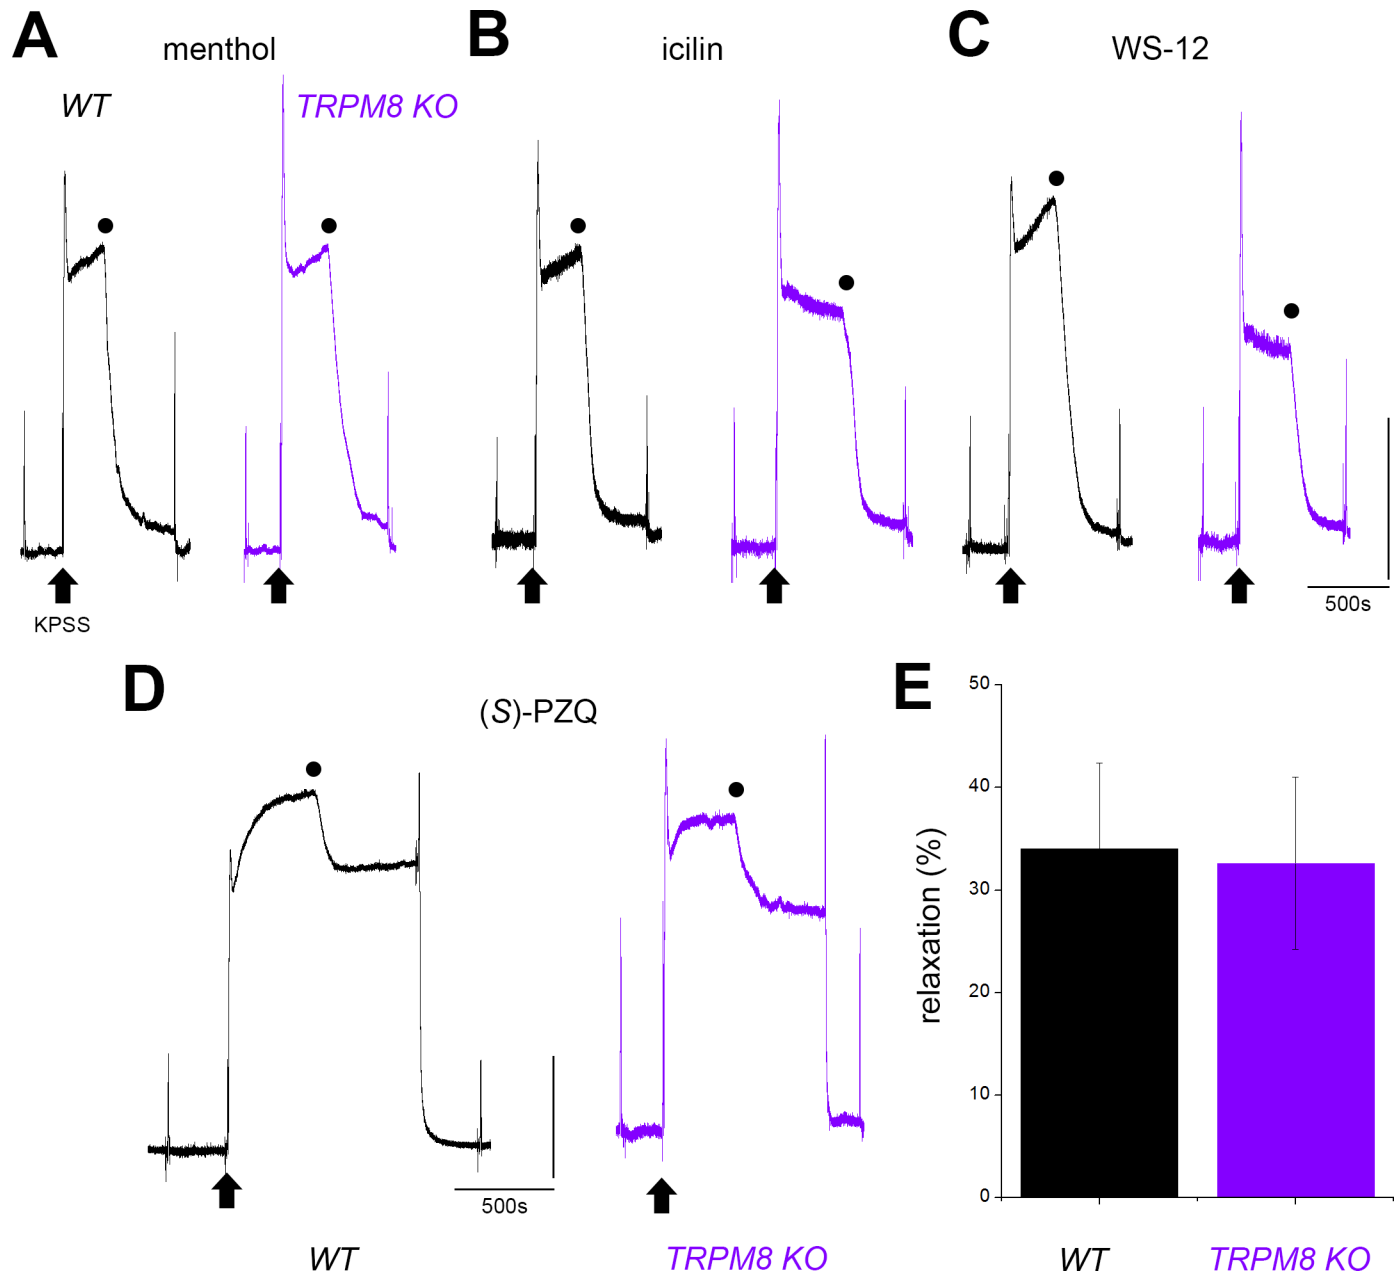 A
menthol
B
icilin
C
WS-12
WT
TRPM8 KO
KPSS
500s
D
(S)-PZQ
500s
WT
TRPM8 KO
E
relaxation (%)
50
40
30
20
10
0
WT
TRPM8 KO